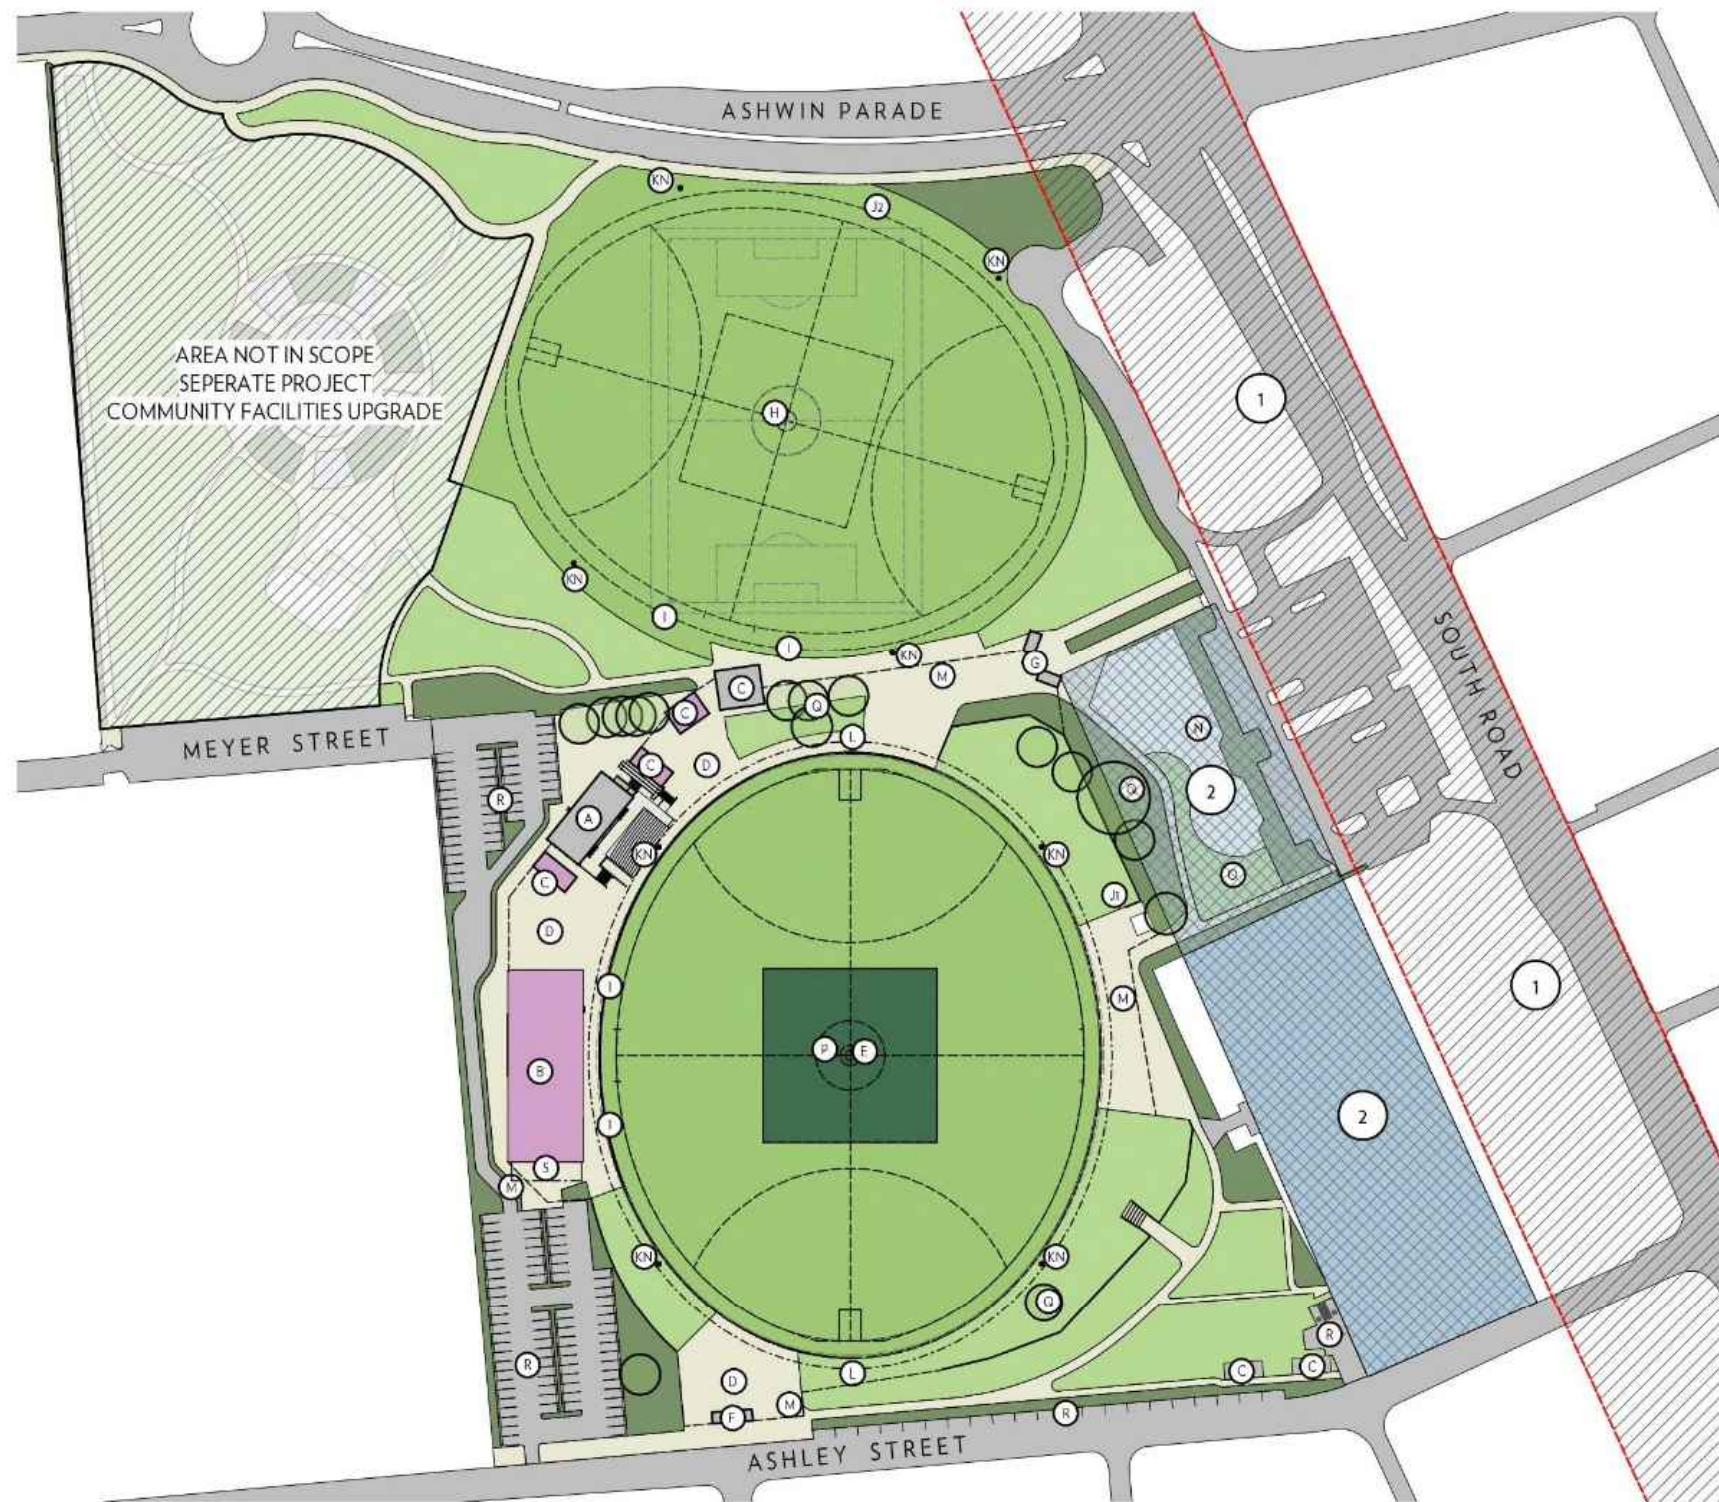 ASHWIN PARADE
KN
J2
KN
AREA NOT IN SCOPE
SEPERATE PROJECT
COMMUNITY FACILITIES UPGRADE
1
H
KN
I
I
KN
G
M
SOUTH ROAD
C
C
Q
L
N
MEYER STREET
C
D
Q
2
R
A
KN
KN
C
Q
J1
D
I
M
1
P
E
B
2
I
S
M
KN
KN
Q
R
R
C
C
L
D
M
F
R
ASHLEY STREET